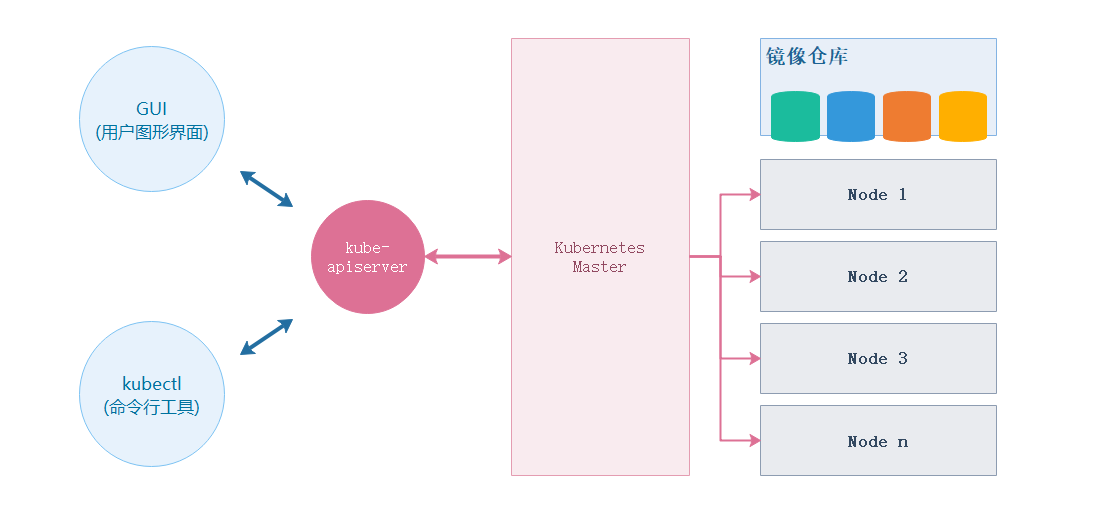 GUI
(用户图形界面)
kubectl
(命令行工具)
kube-
apiserver
Kubernetes
Master
镜像仓库
Node 1
Node 2
Node 3
Node n